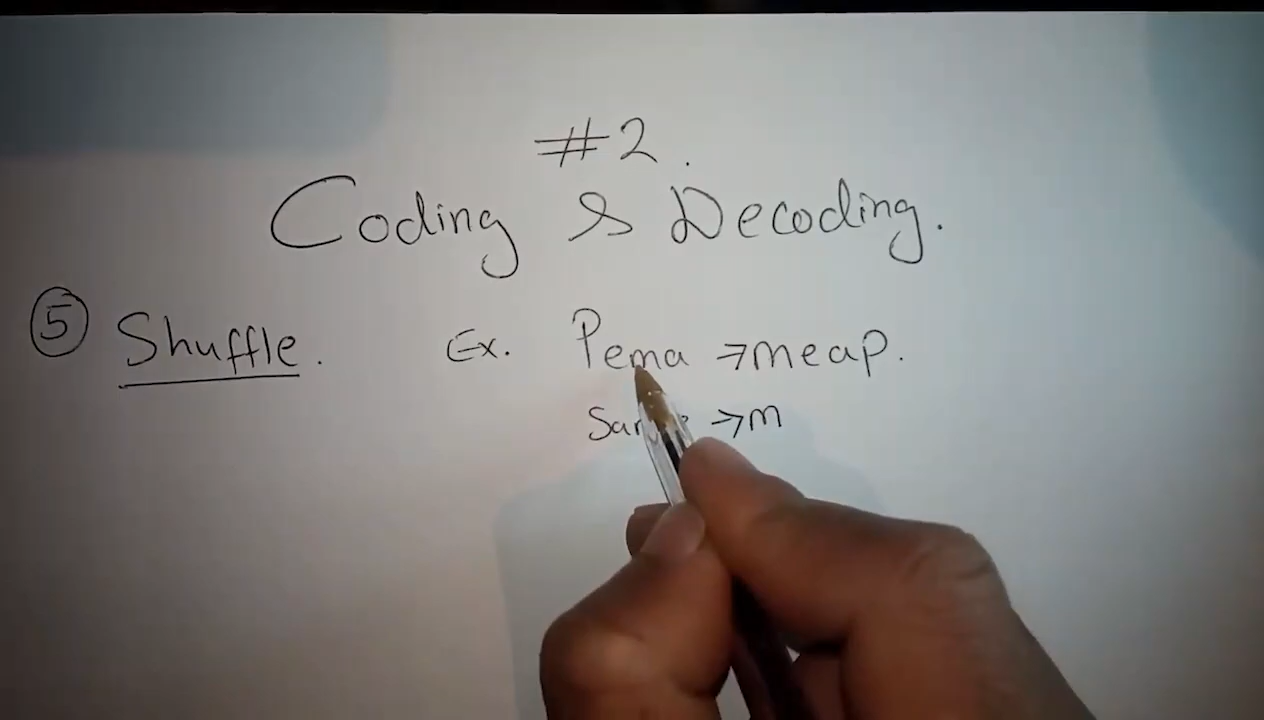 #2.
Coding & Decoding.
⑤ Shuffle. Ex. Pema → meap.
→ m